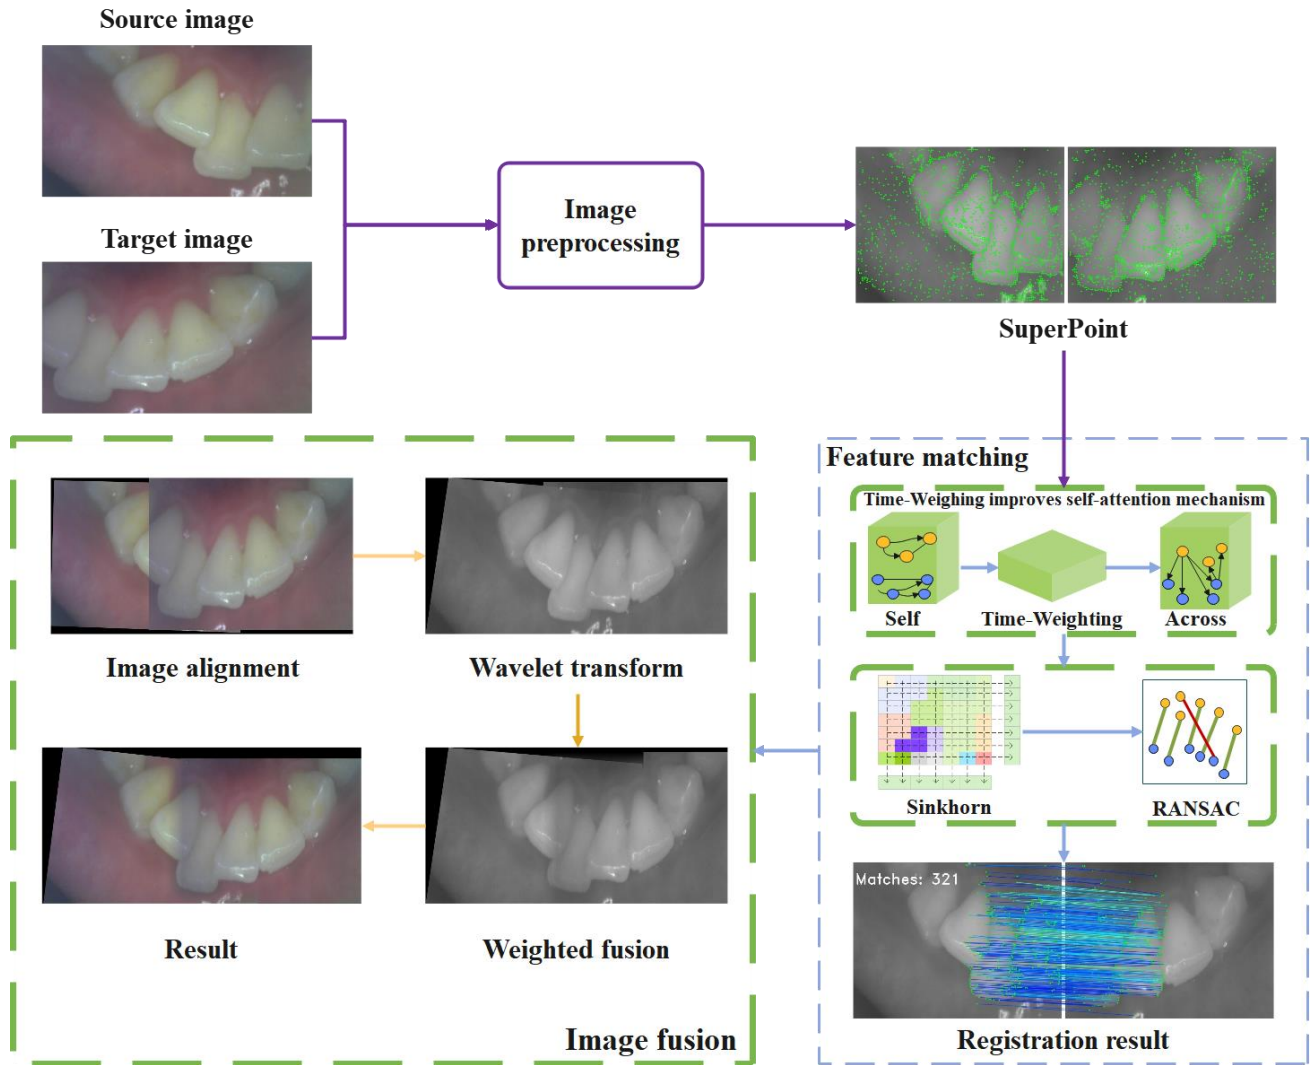 Source image
Target image
Image
preprocessing
SuperPoint
Feature matching
Time-Weighing improves self-attention mechanism
Self
Time-Weighting
Across
Sinkhorn
RANSAC
Matches: 321
Registration result
Image alignment
Wavelet transform
Result
Weighted fusion
Image fusion